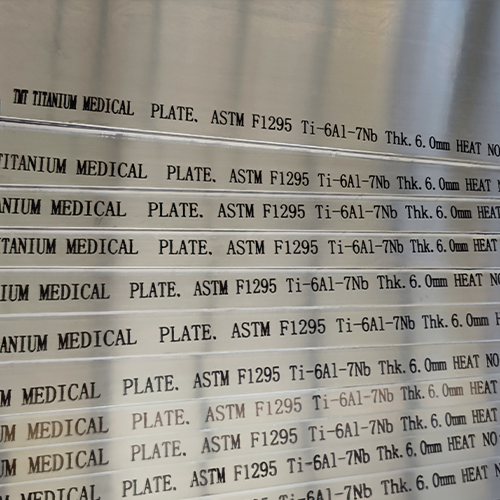 TMT TITANIUM MEDICAL PLATE. ASTM F1295 Ti-6Al-7Nb Thk.6.0mm HEAT NO
TITANIUM MEDICAL PLATE. ASTM F1295 Ti-6Al-7Nb Thk.6.0mm HEAT N
ANIUM MEDICAL PLATE. ASTM F1295 Ti-6Al-7Nb Thk.6.0mm HEAT
TANIUM MEDICAL PLATE. ASTM F1295 Ti-6Al-7Nb Thk.6.0mm HEAT
IUM MEDICAL PLATE. ASTM F1295 Ti-6Al-7Nb Thk.6.0mm HEAT NO
ANIUM MEDICAL PLATE. ASTM F1295 Ti-6Al-7Nb Thk.6.0mm H
M MEDICAL PLATE. ASTM F1295 Ti-6Al-7Nb Thk.6.0mm HEAT NO
UM MEDICAL PLATE. ASTM F1295 Ti-6Al-7Nb Thk.6.0mm HEAT
UM MEDICAL PLATE. ASTM F1295 Ti-6Al-7Nb Thk.6.0mm HEAT NO
UM MEDICAL PLATE. ASTM F1295 Ti-6Al-7Nb Thk.6.0mm HEAT N